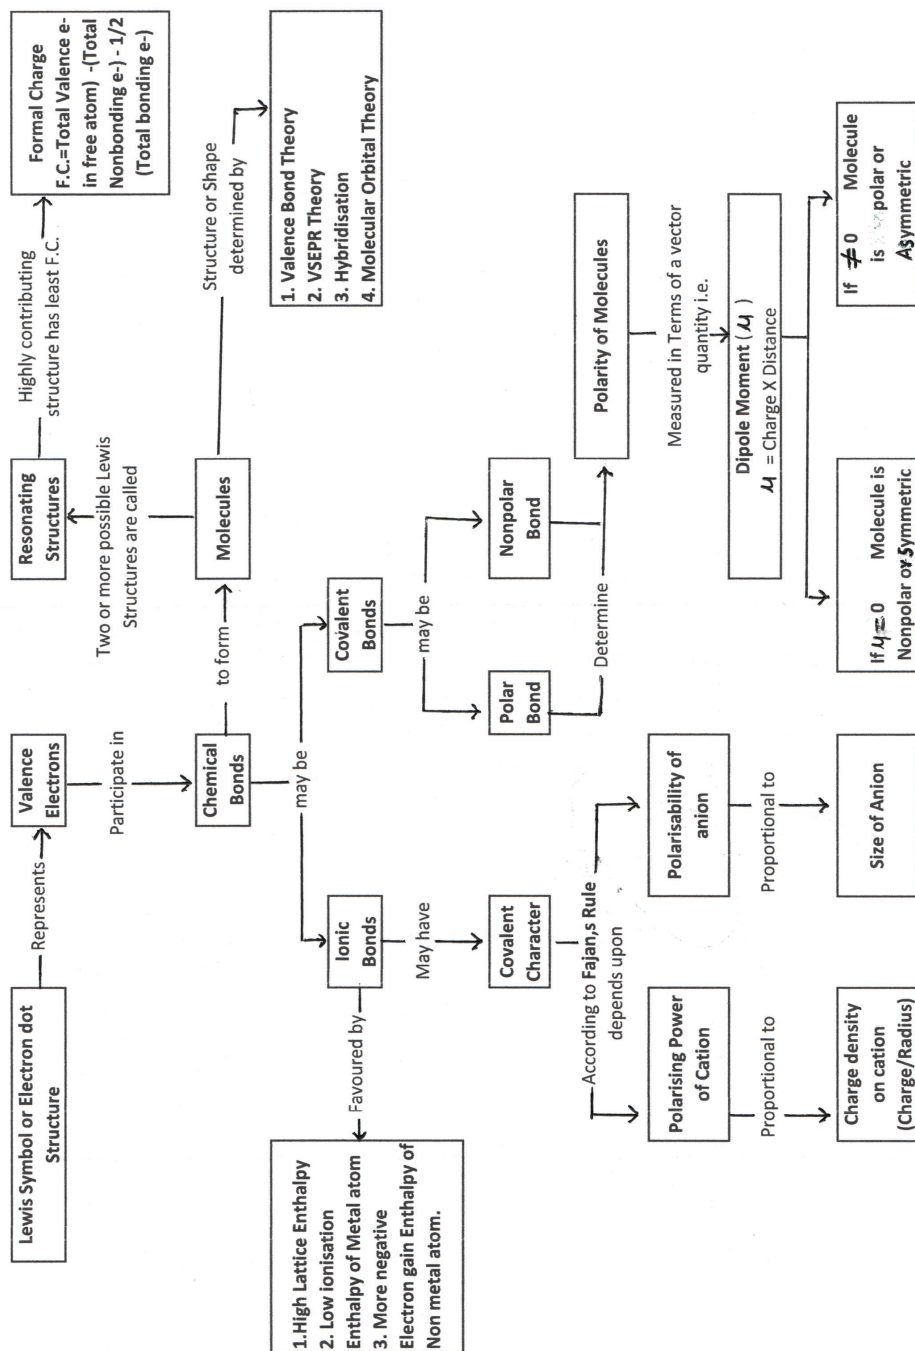 Lewis Symbol or Electron dot
Structure
Represents
Valence
Electrons
Participate in
Chemical
Bonds
to form
Molecules
Two or more possible Lewis
Structures are called
Resonating
Structures
Highly contributing
structure has least F.C.
Formal Charge
F.C.=Total Valence e-
in free atom) -(Total
Nonbonding e-) - 1/2
(Total bonding e-)
Structure or Shape
determined by
1. Valence Bond Theory
2. VSEPR Theory
3. Hybridisation
4. Molecular Orbital Theory
may be
Ionic
Bonds
Covalent
Bonds
Favoured by
1.High Lattice Enthalpy
2. Low ionisation
Enthalpy of Metal atom
3. More negative
Electron gain Enthalpy of
Non metal atom.
May have
Covalent
Character
According to Fajan,s Rule
depends upon
Polarising Power
of Cation
Proportional to
Charge density
on cation
(Charge/Radius)
Polarisability of
anion
Proportional to
Size of Anion
may be
Polar
Bond
Nonpolar
Bond
Determine
Polarity of Molecules
Measured in Terms of a vector
quantity i.e.
Dipole Moment (μ)
μ = Charge X Distance
If μ=0 Molecule is
Nonpolar or Symmetric
If ≠0 Molecule
is polar or
Asymmetric